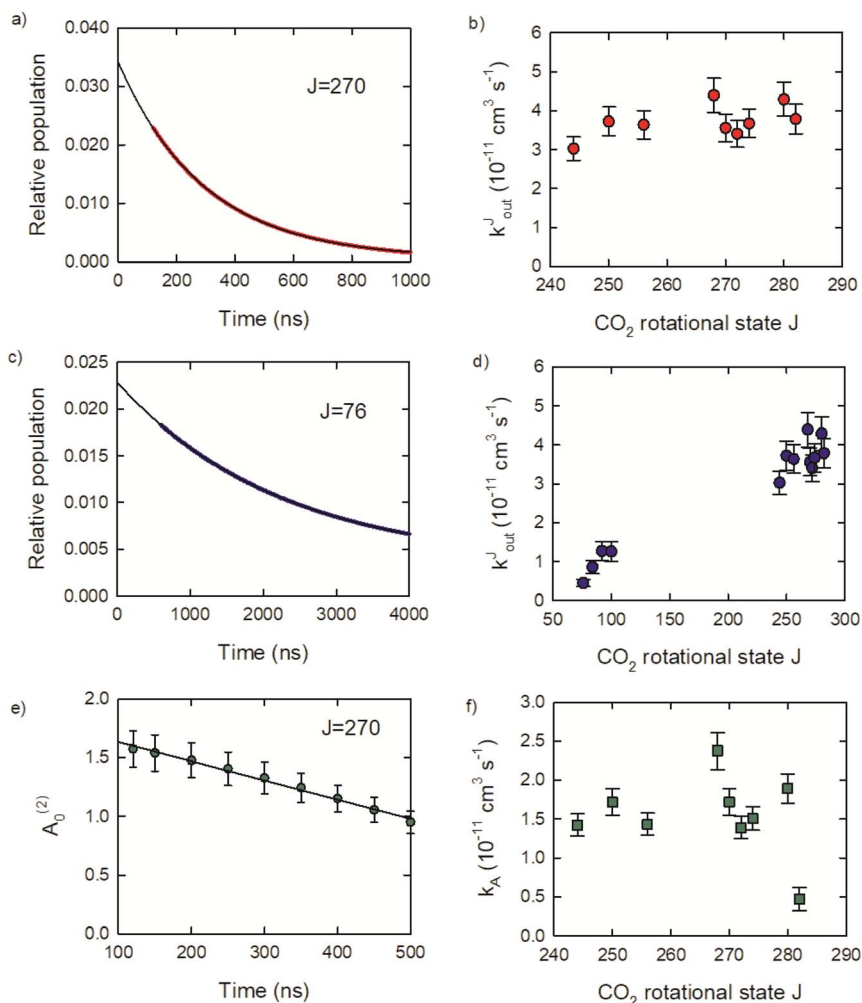 a)
0.040
0.030
0.020
0.010
0.000
Relative population
J=270
0 200 400 600 800 1000
Time (ns)
b)
6
5
4
3
2
1
0
k^J_out (10^-11 cm^3 s^-1)
240 250 260 270 280 290
CO_2 rotational state J
c)
0.025
0.020
0.015
0.010
0.005
0.000
Relative population
J=76
0 1000 2000 3000 4000
Time (ns)
d)
6
5
4
3
2
1
0
k^J_out (10^-11 cm^3 s^-1)
50 100 150 200 250 300
CO_2 rotational state J
e)
2.0
1.5
1.0
0.5
0.0
A_0^(2)
J=270
100 200 300 400 500
Time (ns)
f)
3.0
2.5
2.0
1.5
1.0
0.5
0.0
k_A (10^-11 cm^3 s^-1)
240 250 260 270 280 290
CO_2 rotational state J